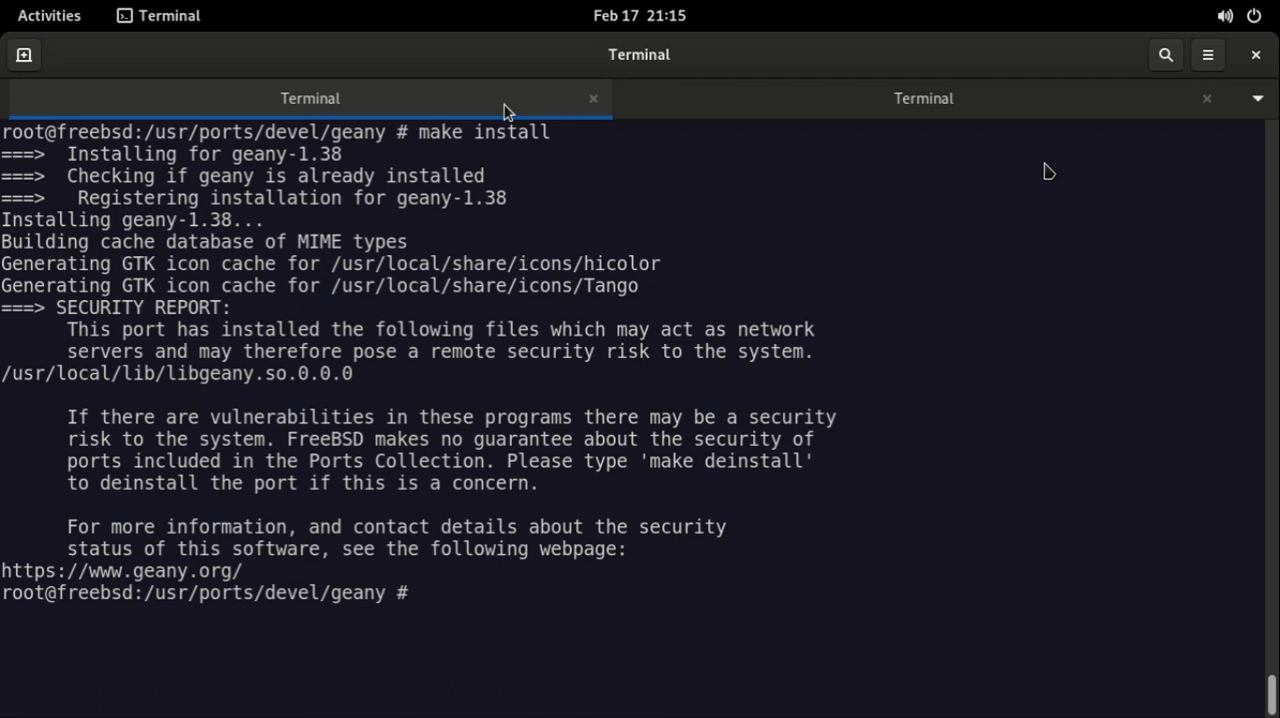 Activities Terminal Feb 17 21:15
Terminal
Terminal Terminal
root@freebsd:/usr/ports/devel/geany # make install
===>  Installing for geany-1.38
===>  Checking if geany is already installed
===>   Registering installation for geany-1.38
Installing geany-1.38...
Building cache database of MIME types
Generating GTK icon cache for /usr/local/share/icons/hicolor
Generating GTK icon cache for /usr/local/share/icons/Tango
===> SECURITY REPORT:
      This port has installed the following files which may act as network
      servers and may therefore pose a remote security risk to the system.
/usr/local/lib/libgeany.so.0.0.0
      If there are vulnerabilities in these programs there may be a security
      risk to the system. FreeBSD makes no guarantee about the security of
      ports included in the Ports Collection. Please type 'make deinstall'
      to deinstall the port if this is a concern.
      For more information, and contact details about the security
      status of this software, see the following webpage:
https://www.geany.org/
root@freebsd:/usr/ports/devel/geany #